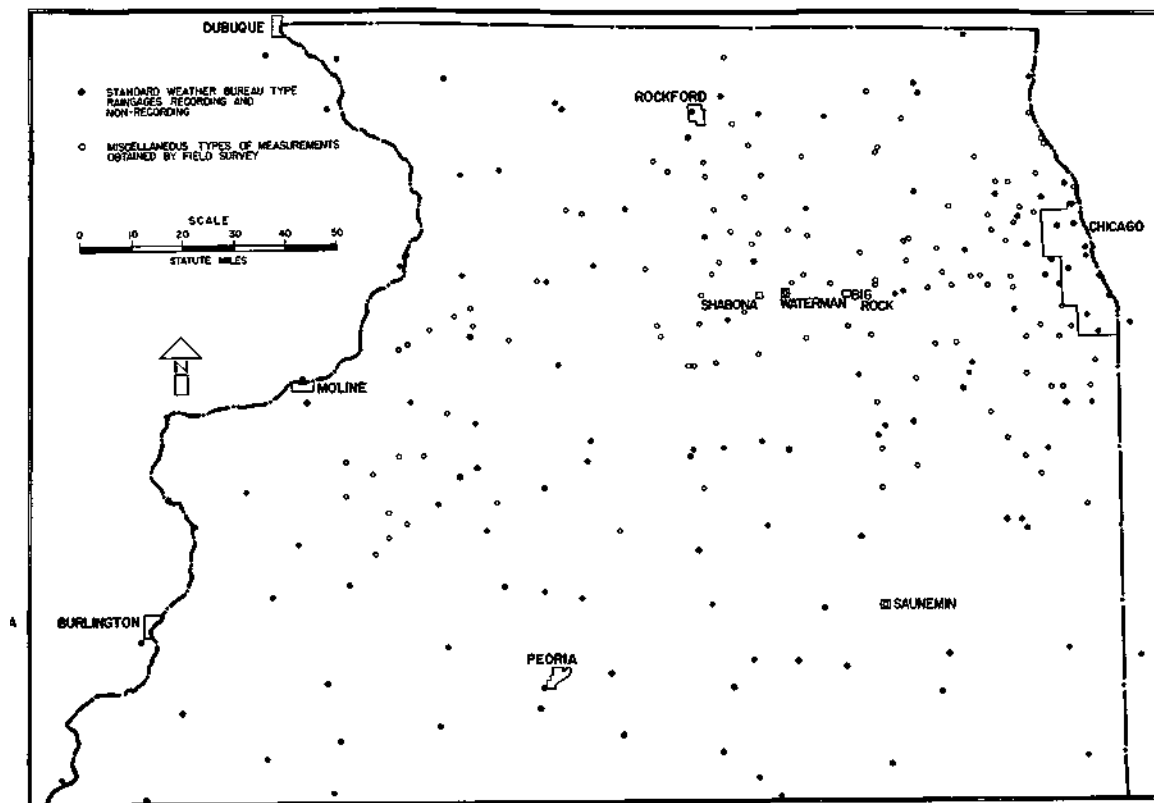 DUBUQUE
STANDARD WEATHER BUREAU TYPE
RAINGAGES RECORDING AND
NON-RECORDING
MISCELLANEOUS TYPES OF MEASUREMENTS
OBTAINED BY FIELD SURVEY
ROCKFORD
SCALE
0 10 20 30 40 50
STATUTE MILES
CHICAGO
SHABONA
WATERMAN
BIG
ROCK
N
MOLINE
SAUNEMIN
BURLINGTON
PEORIA